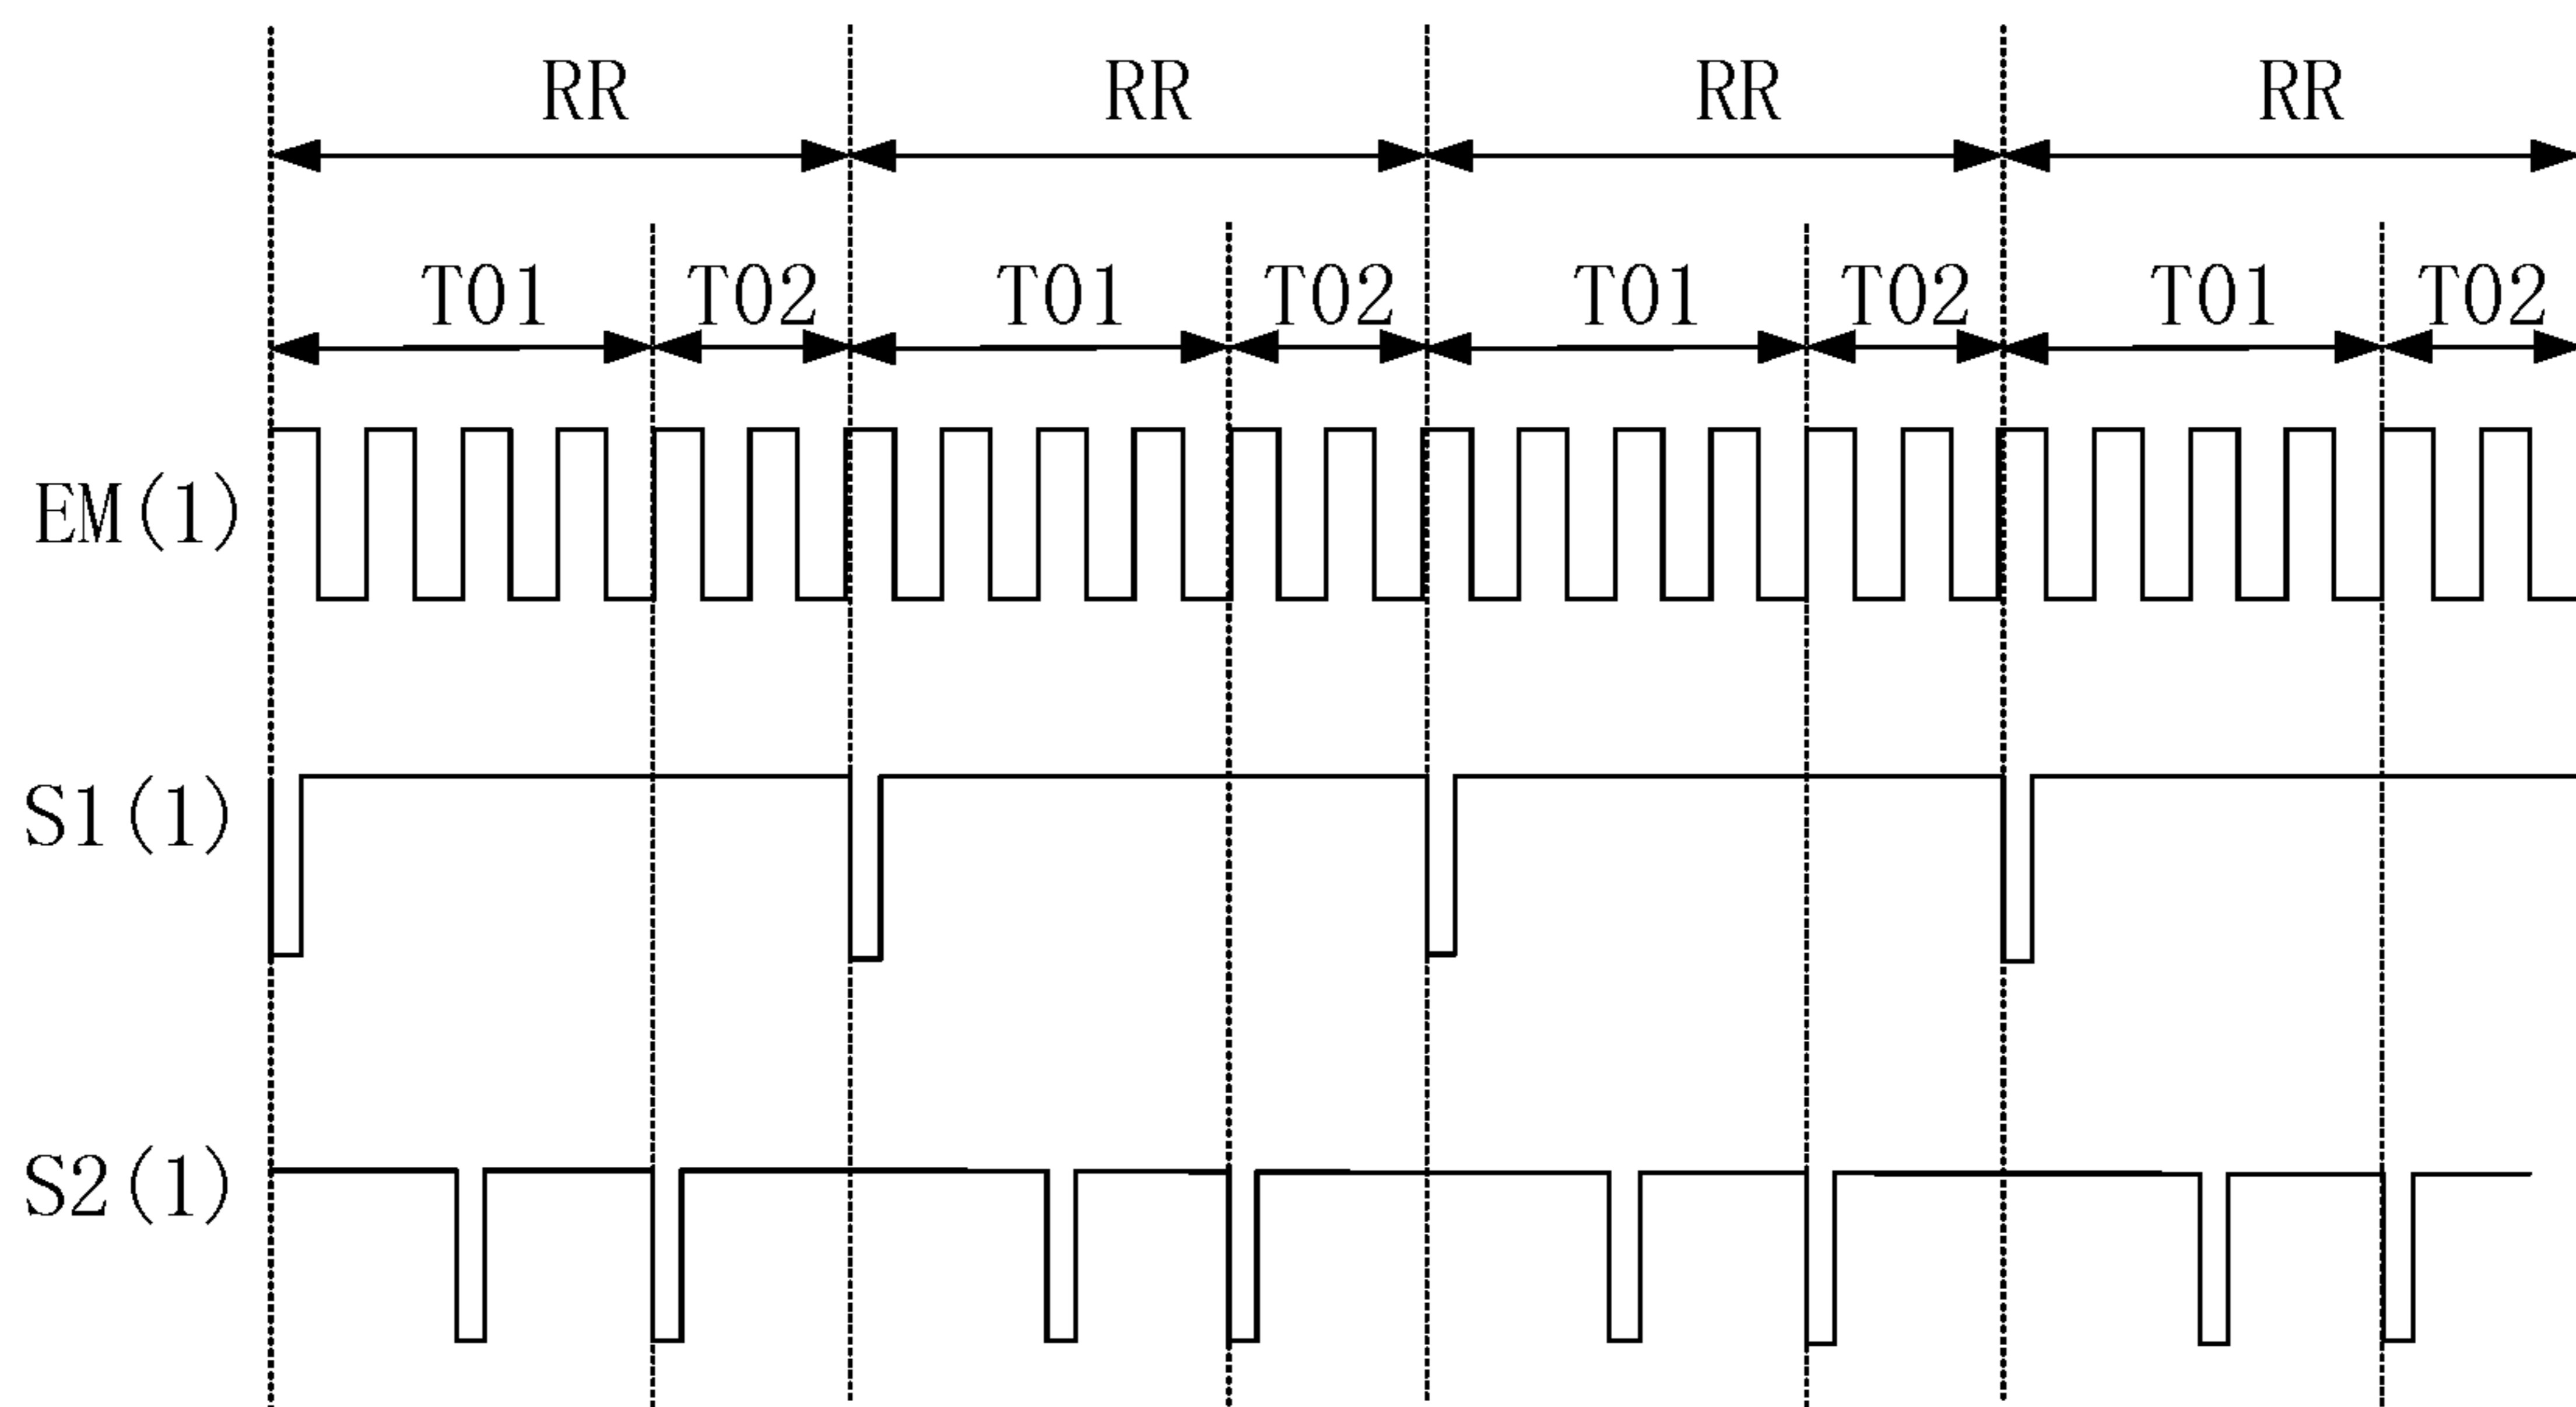 RR RR RR RR
T01 T02 T01 T02 T01 T02 T01 T02
EM(1)
S1(1)
S2(1)